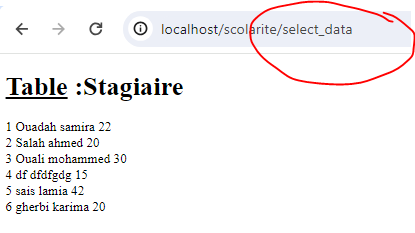 localhost/scolarite/select_data
Table :Stagiaire
1 Ouadah samira 22
2 Salah ahmed 20
3 Ouali mohammed 30
4 df dfdfgdg 15
5 sais lamia 42
6 gherbi karima 20